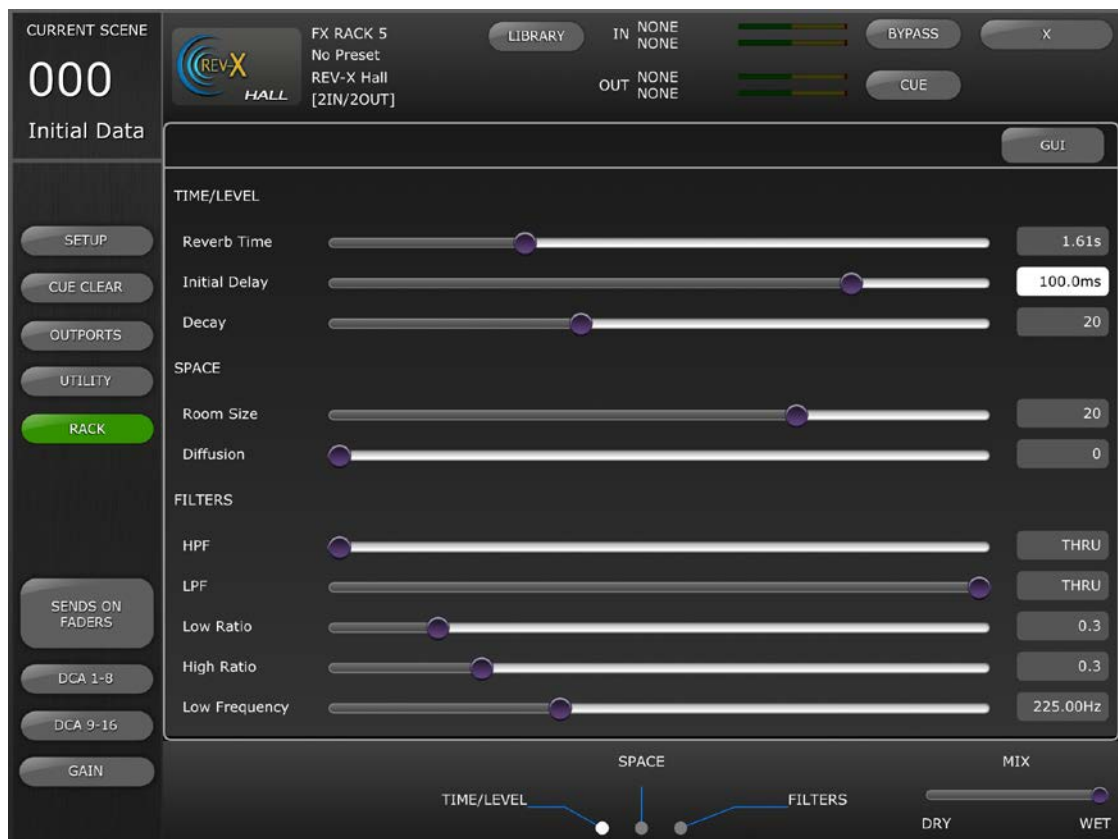 CURRENT SCENE
000
Initial Data
REV-X
HALL
FX RACK 5
No Preset
REV-X Hall
[2IN/2OUT]
LIBRARY
IN NONE
NONE
OUT NONE
NONE
BYPASS
CUE
X
GUI
SETUP
CUE CLEAR
OUTPORTS
UTILITY
RACK
SENDS ON
FADERS
DCA 1-8
DCA 9-16
GAIN
TIME/LEVEL
Reverb Time 1.61s
Initial Delay 100.0ms
Decay 20
SPACE
Room Size 20
Diffusion 0
FILTERS
HPF THRU
LPF THRU
Low Ratio 0.3
High Ratio 0.3
Low Frequency 225.00Hz
SPACE
TIME/LEVEL
FILTERS
MIX
DRY WET